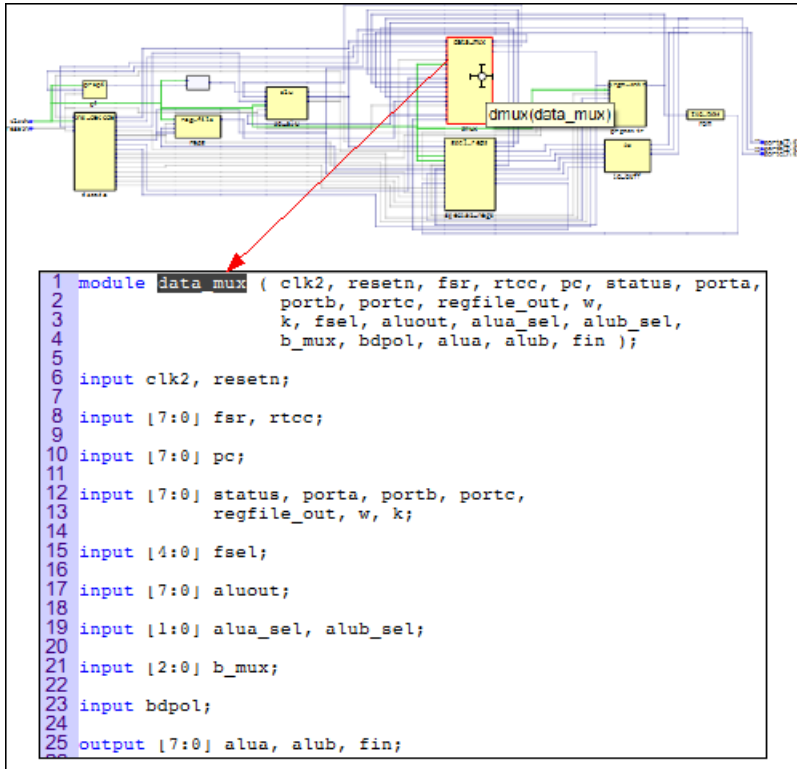 data_mux
alu
dmux(data_mux)
dmux
1 module data_mux ( clk2, resetn, fsr, rtcc, pc, status, porta,
2 portb, portc, regfile_out, w,
3 k, fsel, aluout, alua_sel, alub_sel,
4 b_mux, bdpol, alua, alub, fin );
5
6 input clk2, resetn;
7
8 input [7:0] fsr, rtcc;
9
10 input [7:0] pc;
11
12 input [7:0] status, porta, portb, portc,
13 regfile_out, w, k;
14
15 input [4:0] fsel;
16
17 input [7:0] aluout;
18
19 input [1:0] alua_sel, alub_sel;
20
21 input [2:0] b_mux;
22
23 input bdpol;
24
25 output [7:0] alua, alub, fin;